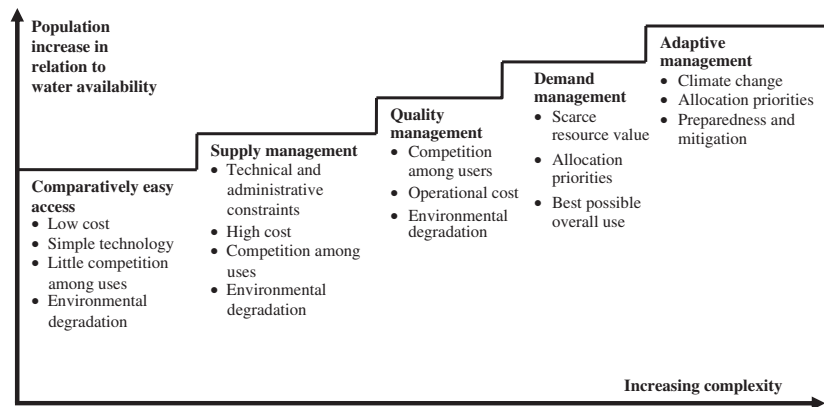 Population
increase in
relation to
water availability
Comparatively easy
access
• Low cost
• Simple technology
• Little competition
among uses
• Environmental
degradation
Supply management
• Technical and
administrative
constraints
• High cost
• Competition among
uses
• Environmental
degradation
Quality
management
• Competition
among users
• Operational cost
• Environmental
degradation
Demand
management
• Scarce
resource value
• Allocation
priorities
• Best possible
overall use
Adaptive
management
• Climate change
• Allocation priorities
• Preparedness and
mitigation
Increasing complexity